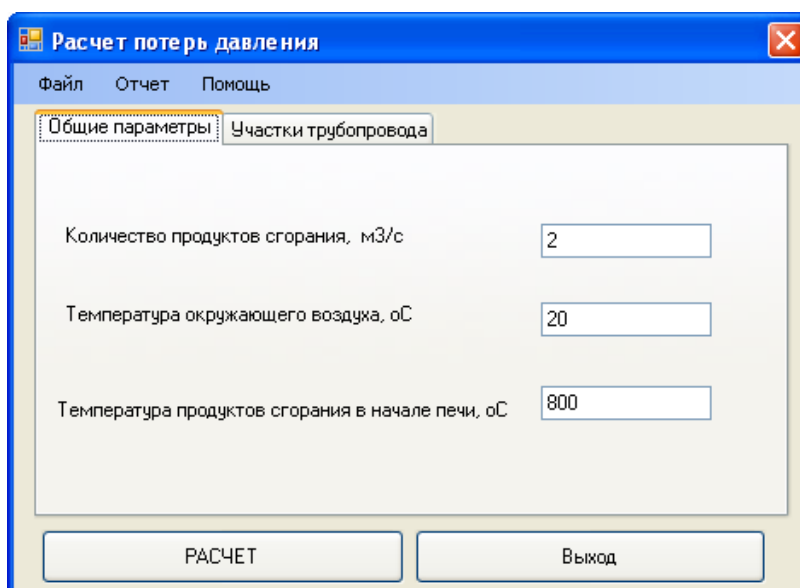 Расчет потерь давления
Файл Отчет Помощь
Общие параметры Участки трубопровода
Количество продуктов сгорания, м3/с 2
Температура окружающего воздуха, оС 20
Температура продуктов сгорания в начале печи, оС 800
РАСЧЕТ Выход